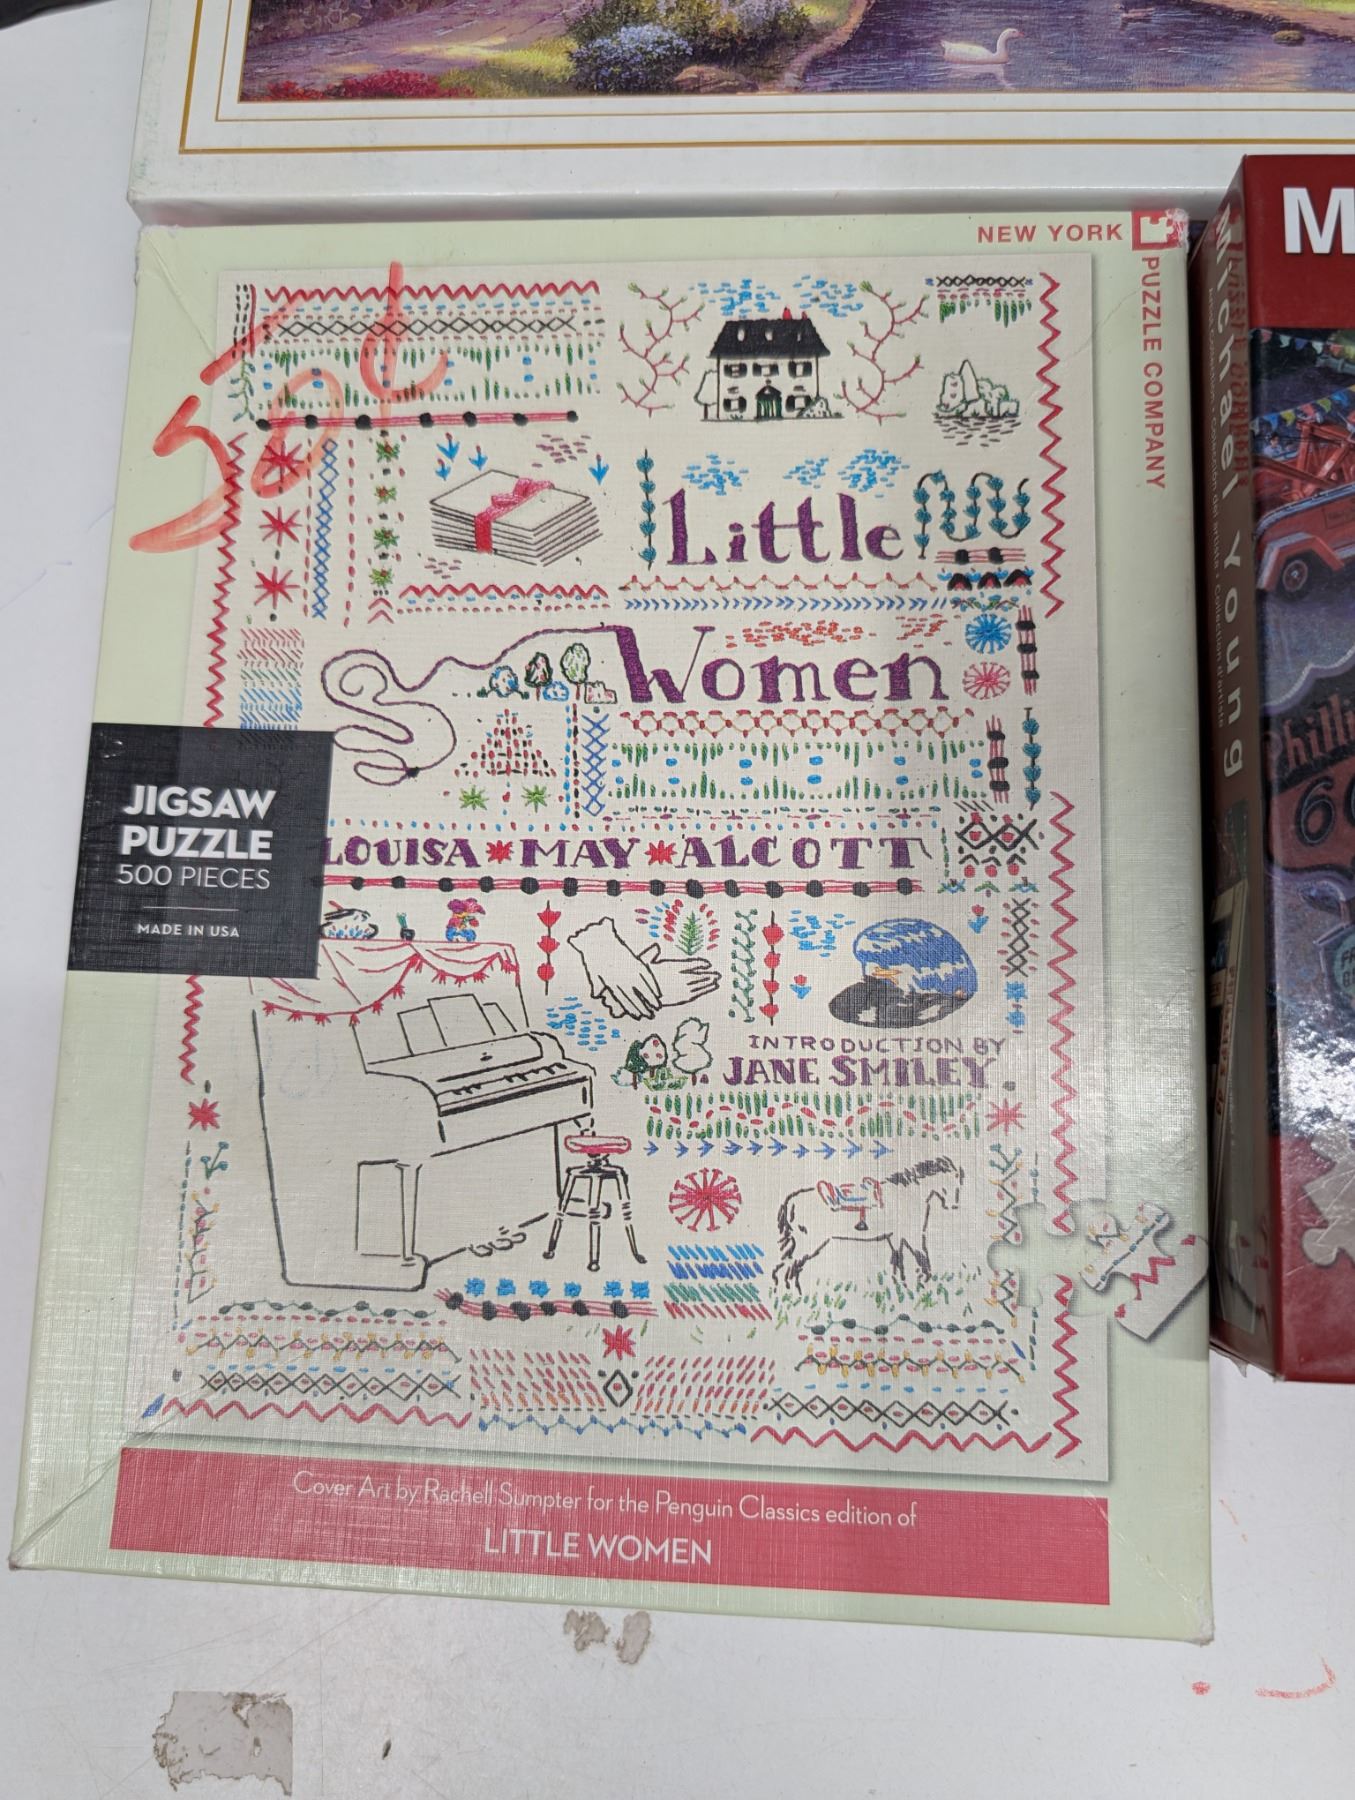 NEW YORK
PUZZLE COMPANY
50¢
Little
Women
LOUISA MAY ALCOTT
JIGSAW
PUZZLE
500 PIECES
MADE IN USA
INTRODUCTION BY
JANE SMILEY
Cover Art by Rachell Sumpter for the Penguin Classics edition of
LITTLE WOMEN
M
Michael Young